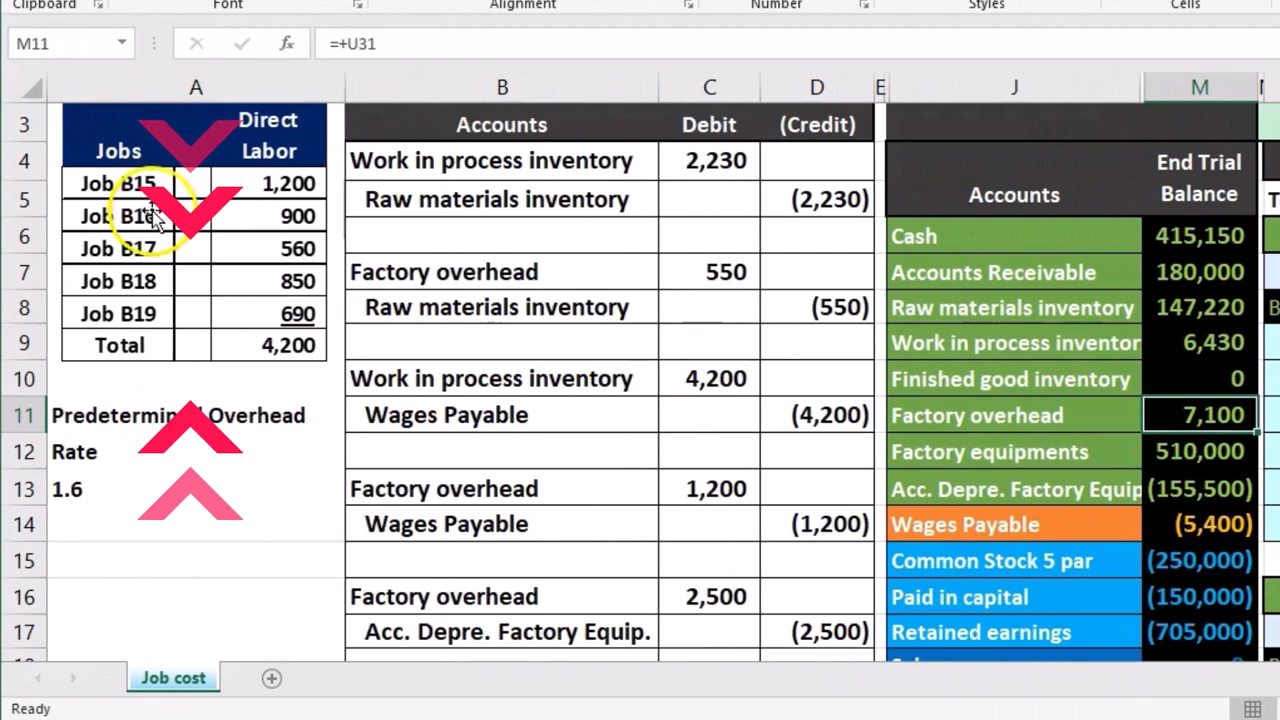 Clipboard Font Alignment Number Styles Cells
M11 fx =+U31
A B C D E J M
3 Jobs Direct Labor Accounts Debit (Credit) Accounts End Trial Balance
4 Work in process inventory 2,230
Job B15 1,200
5 Raw materials inventory (2,230)
Job B16 900
6 Cash 415,150
Job B17 560
7 Factory overhead 550 Accounts Receivable 180,000
Job B18 850
8 Raw materials inventory (550) Raw materials inventory 147,220
Job B19 690
9 Total 4,200 Work in process inventor 6,430
10 Work in process inventory 4,200 Finished good inventory 0
11 Predetermined Overhead Wages Payable (4,200) Factory overhead 7,100
12 Rate Factory equipments 510,000
13 1.6 Factory overhead 1,200 Acc. Depre. Factory Equip (155,500)
14 Wages Payable (1,200) Wages Payable (5,400)
15 Common Stock 5 par (250,000)
16 Factory overhead 2,500 Paid in capital (150,000)
17 Acc. Depre. Factory Equip. (2,500) Retained earnings (705,000)
Job cost
Ready